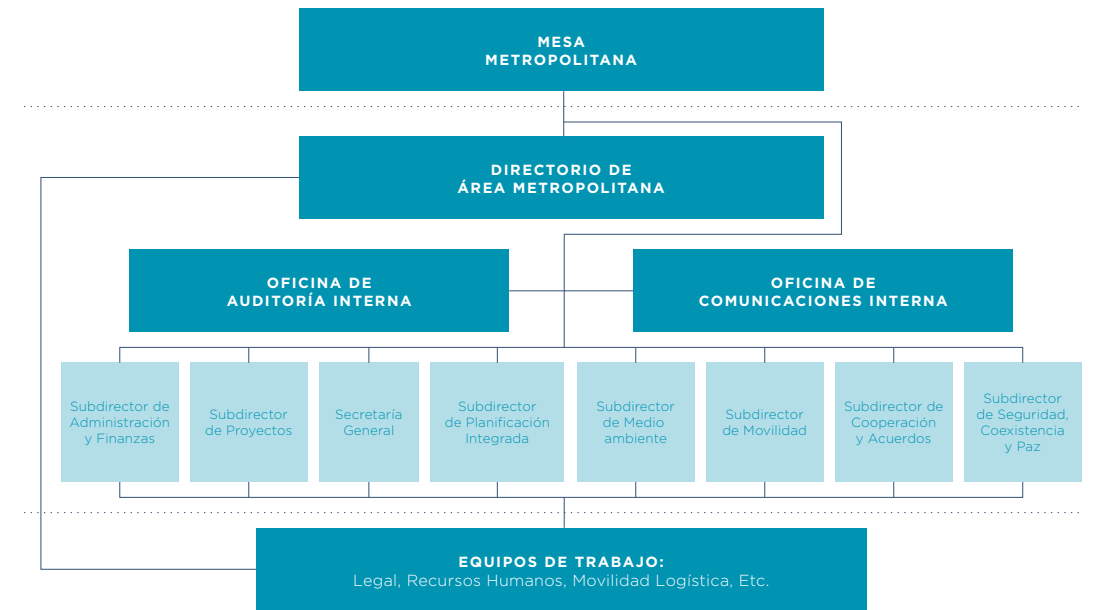 MESA
METROPOLITANA
DIRECTORIO DE
ÁREA METROPOLITANA
OFICINA DE
AUDITORÍA INTERNA
OFICINA DE
COMUNICACIONES INTERNA
Subdirector de
Administración
y Finanzas
Subdirector
de Proyectos
Secretaría
General
Subdirector
de Planificación
Integrada
Subdirector
de Medio
ambiente
Subdirector
de Movilidad
Subdirector de
Cooperación
y Acuerdos
Subdirector
de Seguridad,
Coexistencia
y Paz
EQUIPOS DE TRABAJO:
Legal, Recursos Humanos, Movilidad Logística, Etc.